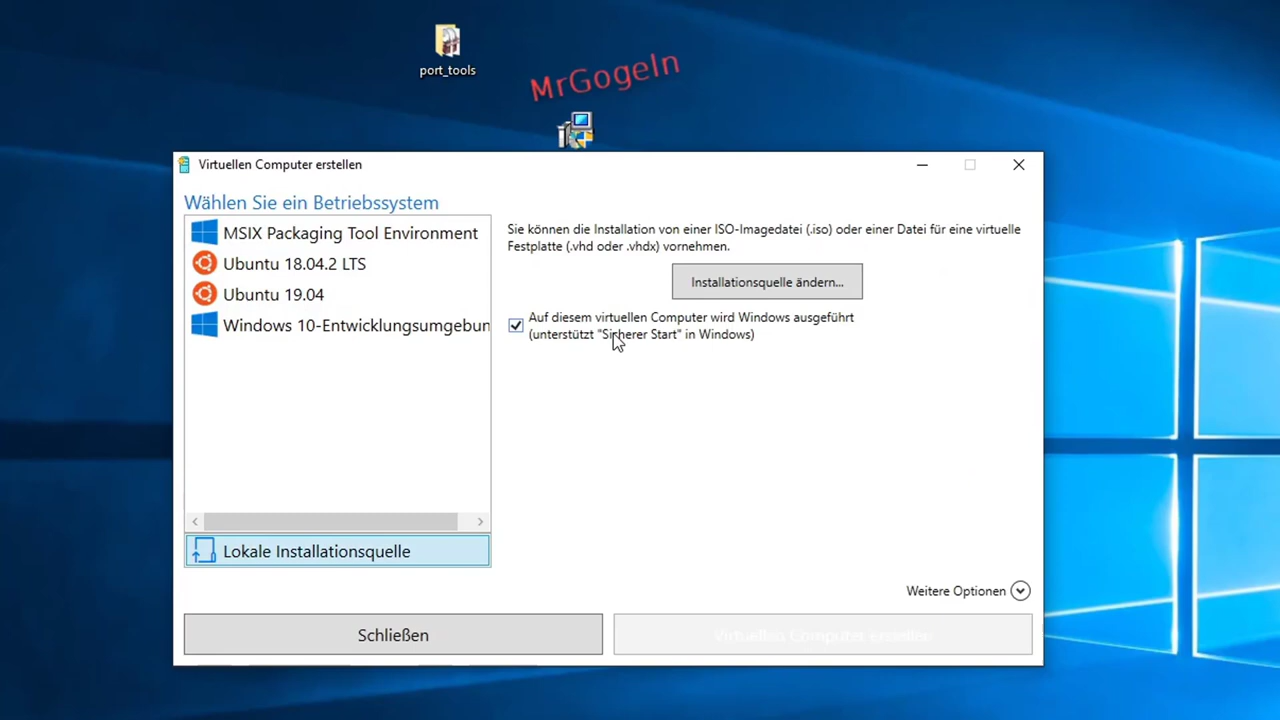 port_tools
MrGogeln
Virtuellen Computer erstellen
Wählen Sie ein Betriebssystem
MSIX Packaging Tool Environment
Ubuntu 18.04.2 LTS
Ubuntu 19.04
Windows 10-Entwicklungsumgebun
Lokale Installationsquelle
Sie können die Installation von einer ISO-Imagedatei (.iso) oder einer Datei für eine virtuelle
Festplatte (.vhd oder .vhdx) vornehmen.
Installationsquelle ändern...
Auf diesem virtuellen Computer wird Windows ausgeführt
(unterstützt "Sicherer Start" in Windows)
Weitere Optionen
Schließen
Virtuellen Computer erstellen